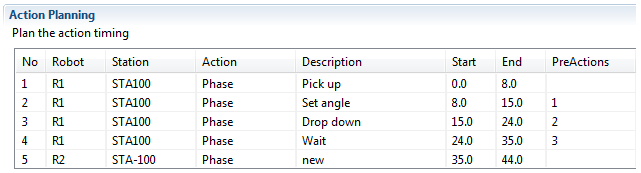 Action Planning
Plan the action timing
No Robot Station Action Description Start End PreActions
1 R1 STA100 Phase Pick up 0.0 8.0
2 R1 STA100 Phase Set angle 8.0 15.0 1
3 R1 STA100 Phase Drop down 15.0 24.0 2
4 R1 STA100 Phase Wait 24.0 35.0 3
5 R2 STA-100 Phase new 35.0 44.0